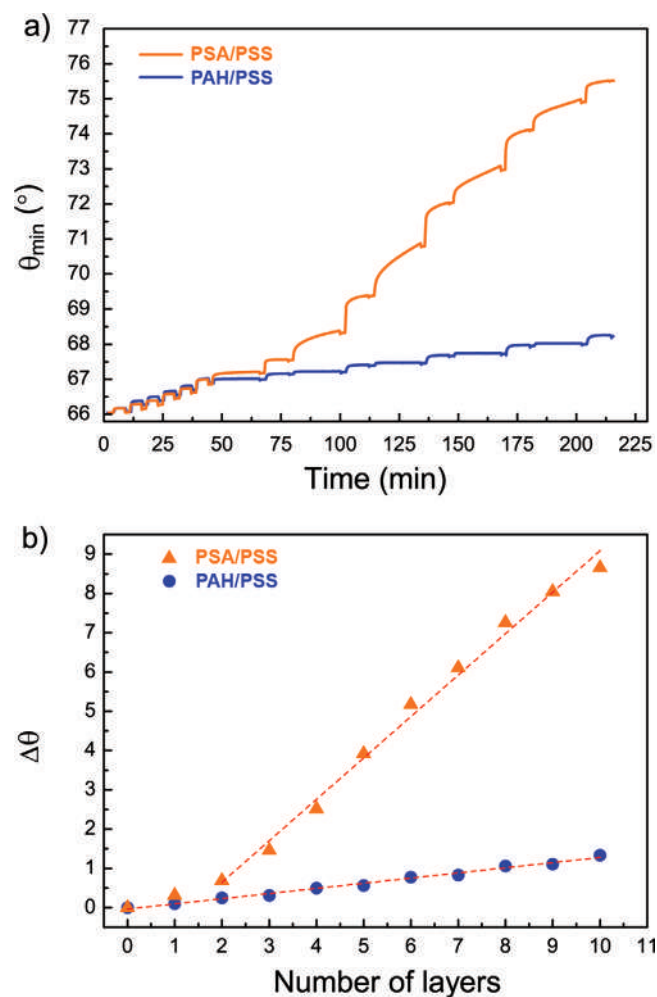 a)
77
76
75
74
73
72
71
70
69
68
67
66
θmin (°)
PSA/PSS
PAH/PSS
0 25 50 75 100 125 150 175 200 225
Time (min)
b)
9
8
7
6
5
4
3
2
1
0
Δθ
PSA/PSS
PAH/PSS
0 1 2 3 4 5 6 7 8 9 10 11
Number of layers